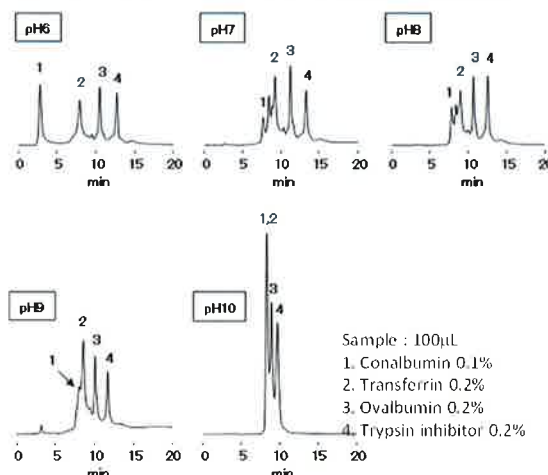 pH6
pH7
pH8
1 2 3 4
1 2 3 4
1 2 3 4
0 5 10 15 20
min
0 5 10 15 20
min
0 5 10 15 20
min
pH9
pH10
1 2 3 4
1,2 3 4
0 5 10 15 20
min
0 5 10 15 20
min
Sample : 100µL
1. Conalbumin 0.1%
2. Transferrin 0.2%
3. Ovalbumin 0.2%
4. Trypsin inhibitor 0.2%